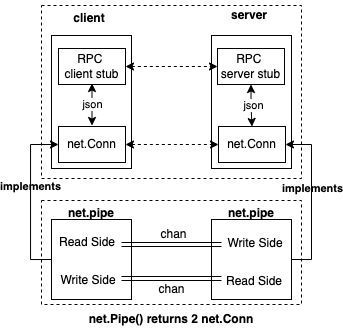 client
server
RPC
client stub
RPC
server stub
json
json
net.Conn
net.Conn
implements
implements
net.pipe
net.pipe
Read Side
chan
Write Side
Write Side
chan
Read Side
net.Pipe() returns 2 net.Conn